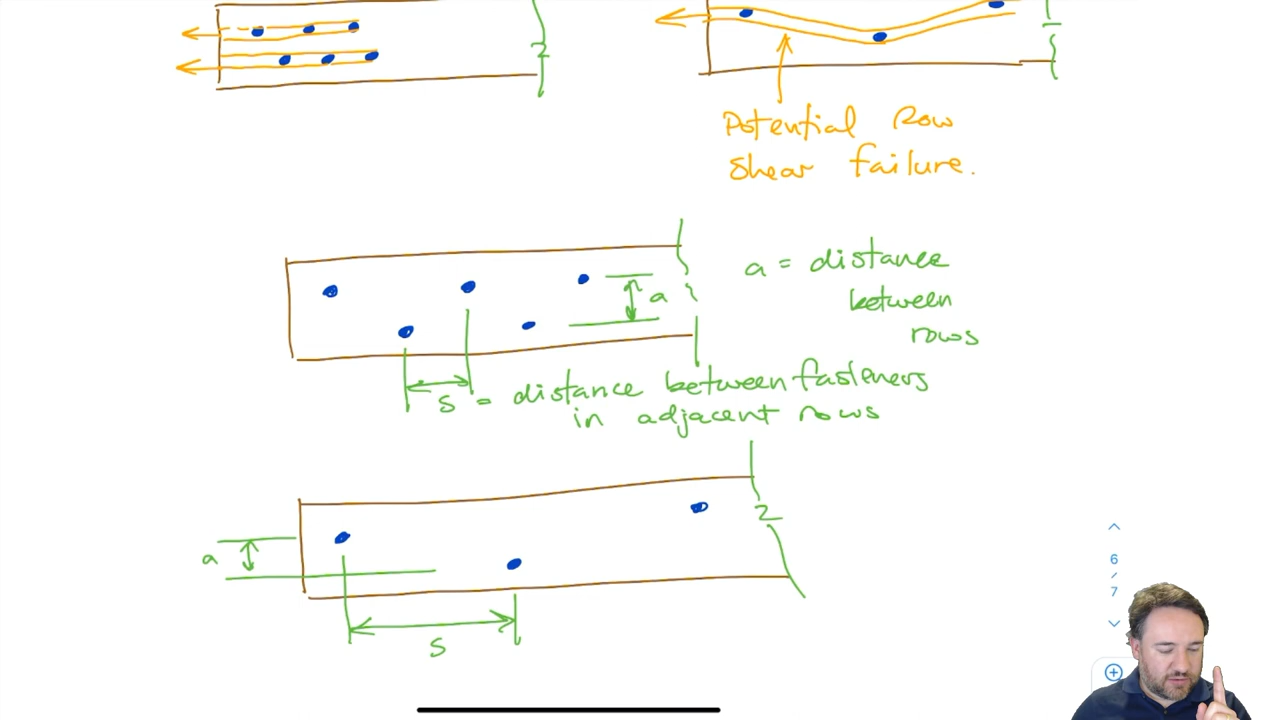 Potential Row
Shear failure.
a = distance
between
rows
a
S = distance between fasteners
in adjacent rows
a
S
6
/
7